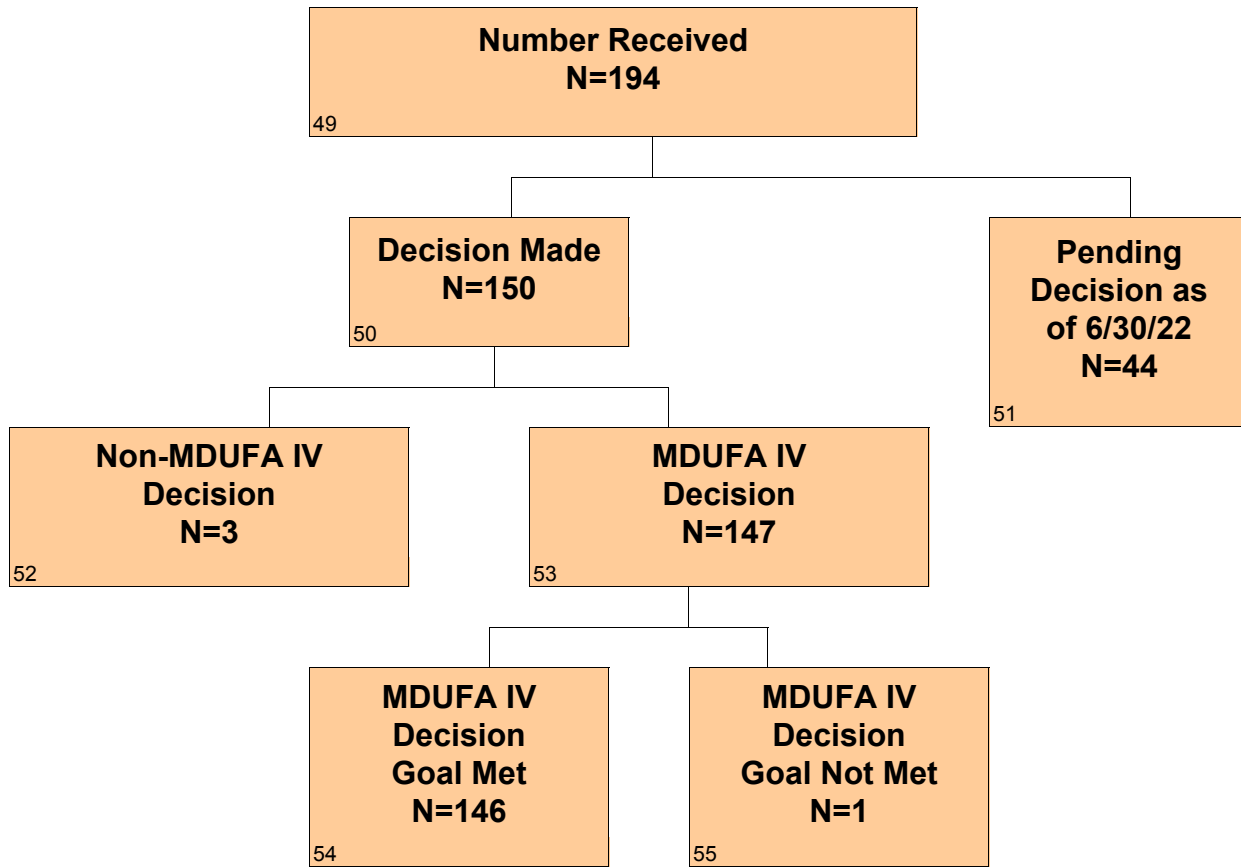 Number Received
N=194
49
Decision Made
N=150
50
Pending
Decision as
of 6/30/22
N=44
51
Non-MDUFA IV
Decision
N=3
52
MDUFA IV
Decision
N=147
53
MDUFA IV
Decision
Goal Met
N=146
54
MDUFA IV
Decision
Goal Not Met
N=1
55